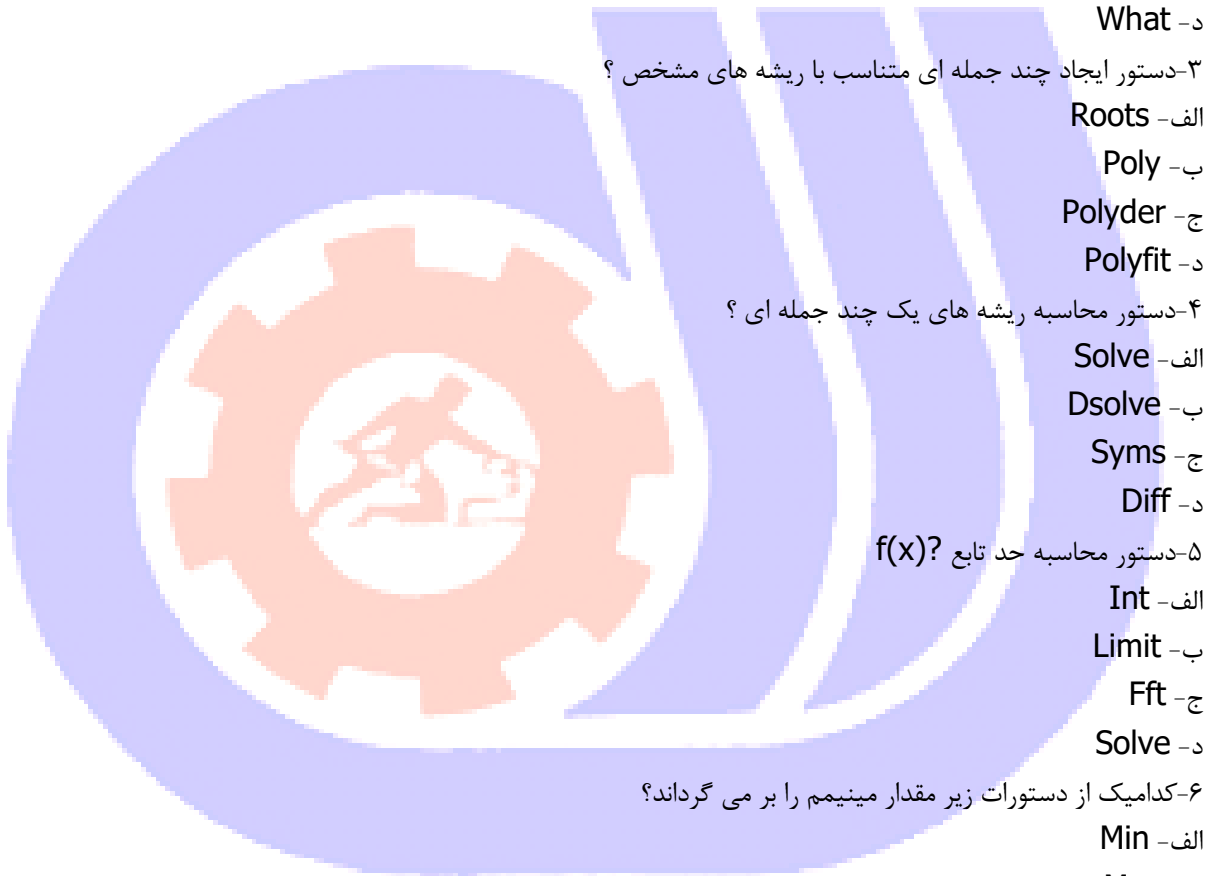 د- What
۳-دستور ایجاد چند جمله ای متناسب با ریشه های مشخص ؟
الف- Roots
ب- Poly
ج- Polyder
د- Polyfit
۴-دستور محاسبه ریشه های یک چند جمله ای ؟
الف- Solve
ب- Dsolve
ج- Syms
د- Diff
۵-دستور محاسبه حد تابع f(x)?
الف- Int
ب- Limit
ج- Fft
د- Solve
۶-کدامیک از دستورات زیر مقدار مینیمم را بر می گرداند؟
الف- Min